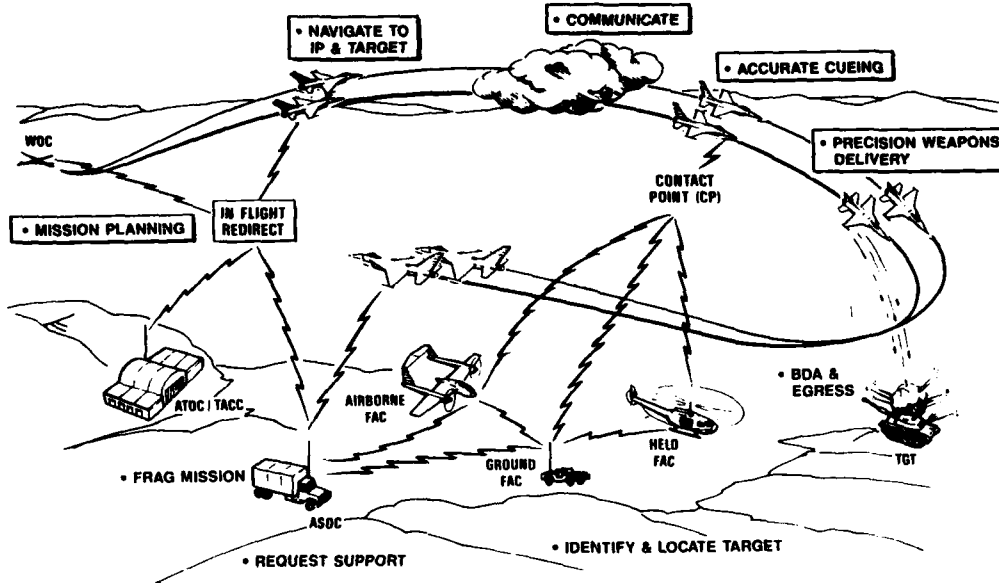 • NAVIGATE TO
IP & TARGET
• COMMUNICATE
• ACCURATE CUEING
WOC
• PRECISION WEAPONS
DELIVERY
CONTACT
POINT (CP)
IN FLIGHT
REDIRECT
• MISSION PLANNING
• BDA &
EGRESS
ATOC / TACC
AIRBORNE
FAC
HELO
FAC
TGT
• FRAG MISSION
GROUND
FAC
ASOC
• REQUEST SUPPORT
• IDENTIFY & LOCATE TARGET